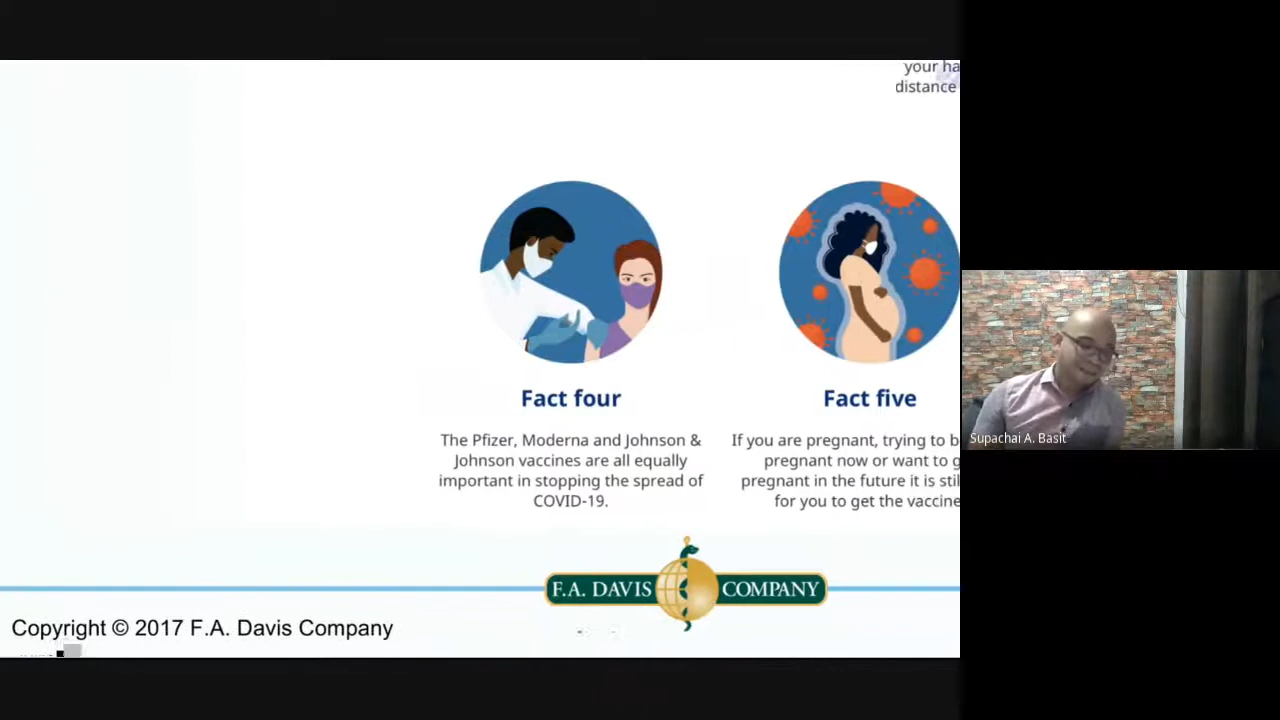 your ha
distance
Fact four
The Pfizer, Moderna and Johnson &
Johnson vaccines are all equally
important in stopping the spread of
COVID-19.
Fact five
If you are pregnant, trying to b
pregnant now or want to g
pregnant in the future it is stil
for you to get the vaccine
F.A. DAVIS COMPANY
Copyright © 2017 F.A. Davis Company
Supachai A. Basit